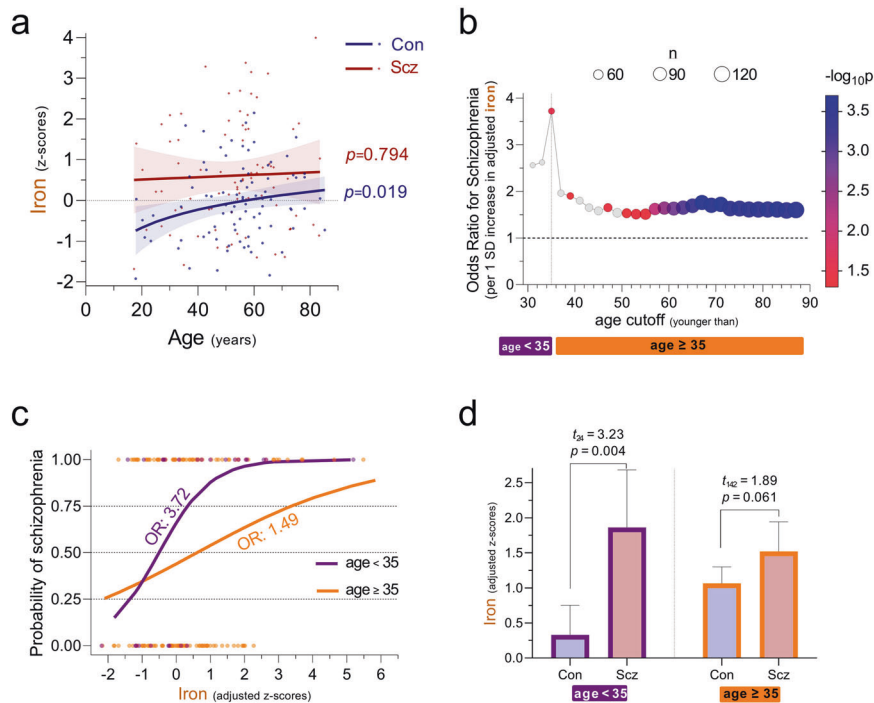 a
Con
Scz
p=0.794
p=0.019
Iron (z-scores)
4
3
2
1
0
-1
-2
0
20
40
60
80
Age (years)
b
n
60
90
120
-log10p
3.5
3.0
2.5
2.0
1.5
Odds Ratio for Schizophrenia
(per 1 SD increase in adjusted iron)
4
3
2
1
0
30
40
50
60
70
80
90
age cutoff (younger than)
age < 35
age ≥ 35
c
Probability of schizophrenia
1.00
0.75
0.50
0.25
0.00
OR: 3.72
OR: 1.49
age < 35
age ≥ 35
-2
-1
0
1
2
3
4
5
6
Iron (adjusted z-scores)
d
t24 = 3.23
p = 0.004
t142 = 1.89
p = 0.061
Iron (adjusted z-scores)
2.5
2.0
1.5
1.0
0.5
0.0
Con
Scz
Con
Scz
age < 35
age ≥ 35